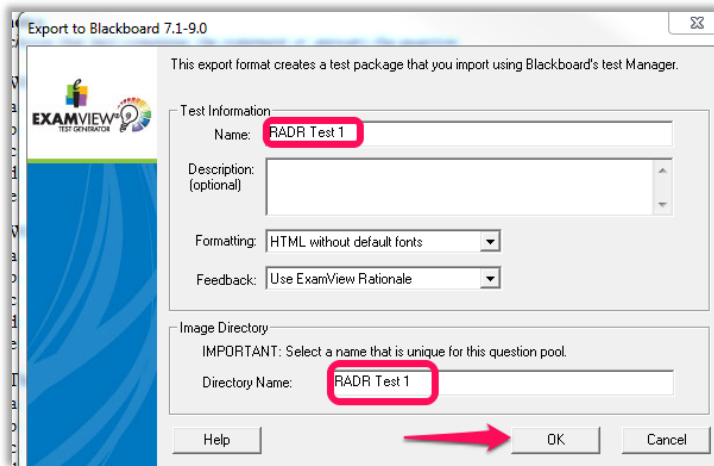 Export to Blackboard 7.1-9.0
This export format creates a test package that you import using Blackboard's test Manager.
EXAMVIEW®
TEST GENERATOR
Test Information
Name: RADR Test 1
Description:
(optional)
Formatting: HTML without default fonts
Feedback: Use ExamView Rationale
Image Directory
IMPORTANT: Select a name that is unique for this question pool.
Directory Name: RADR Test 1
Help OK Cancel